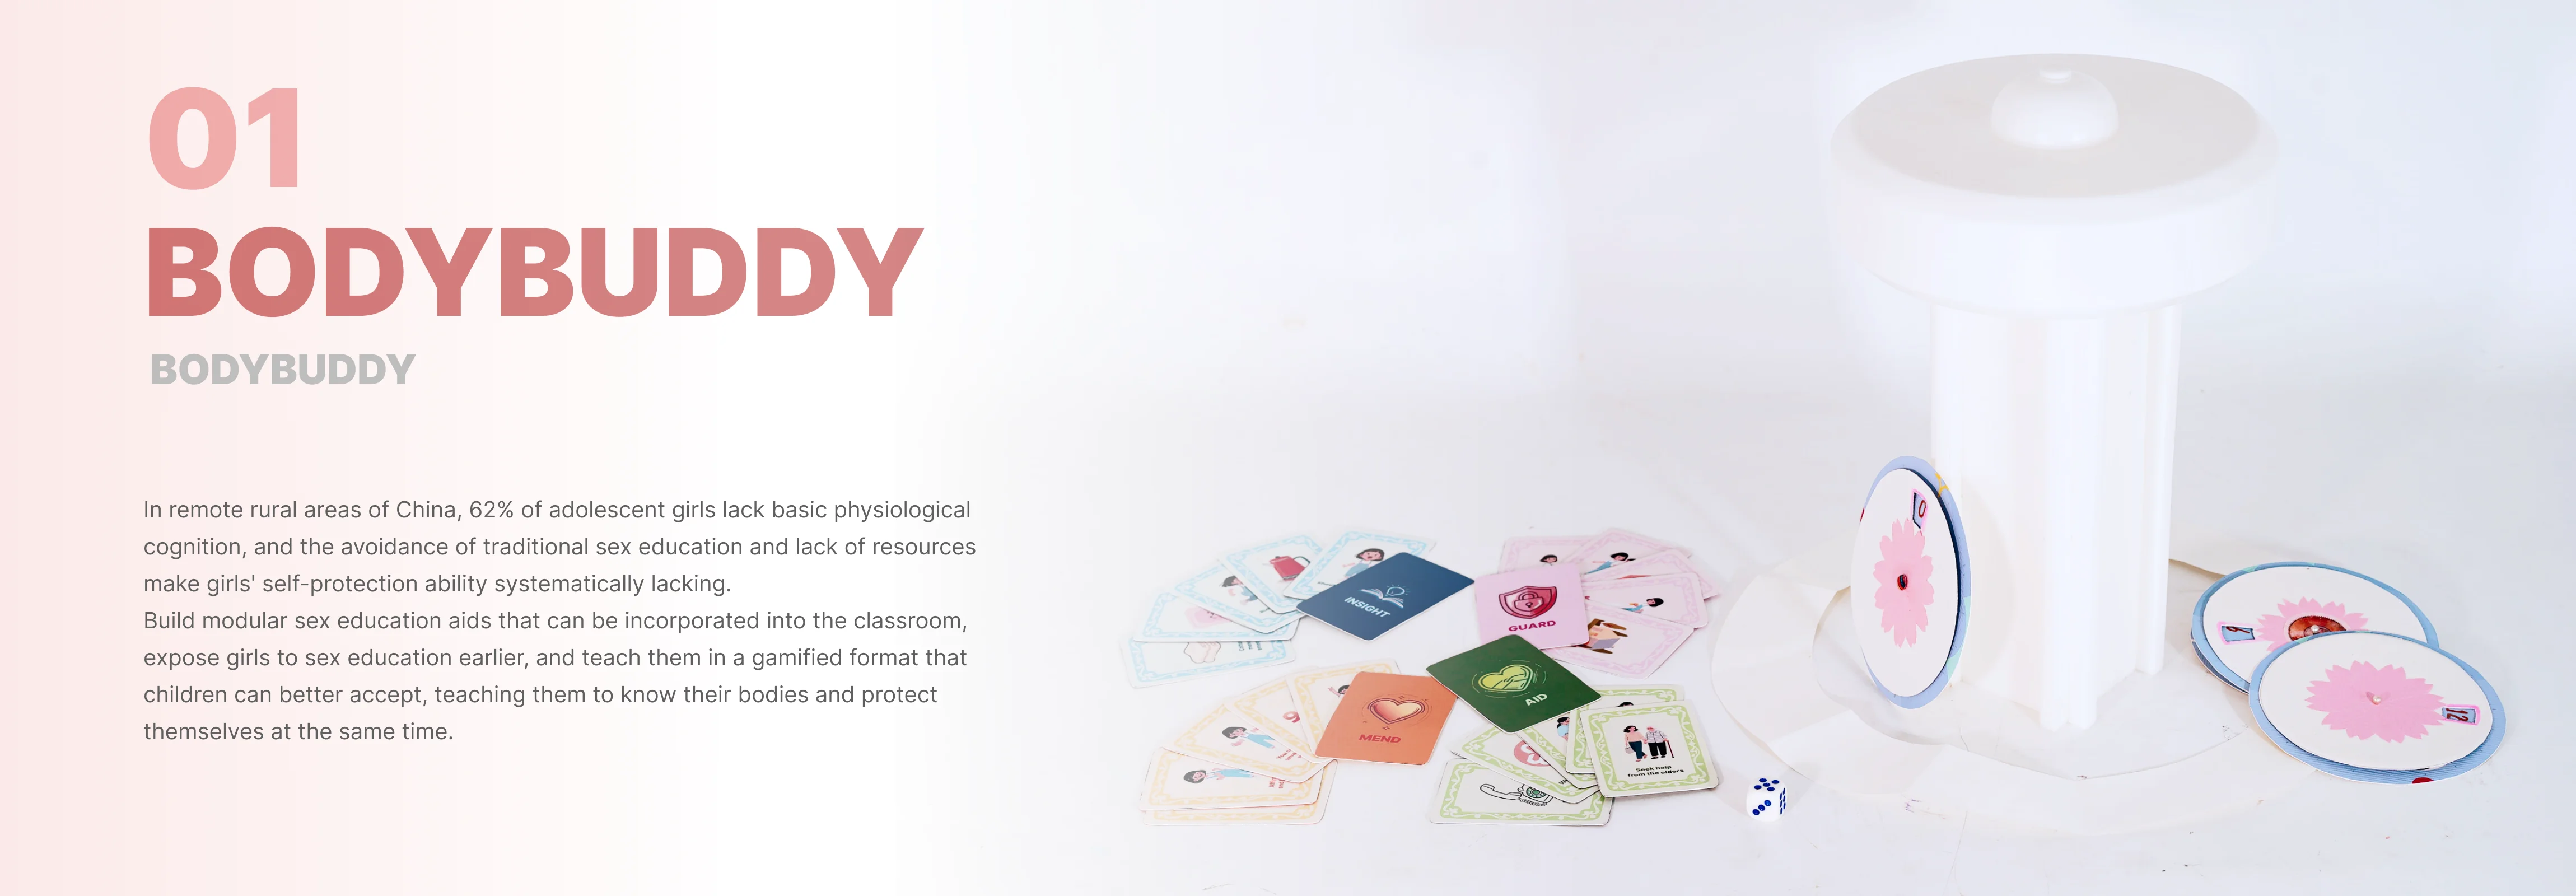 01
BODYBUDDY
BODYBUDDY
In remote rural areas of China, 62% of adolescent girls lack basic physiological
cognition, and the avoidance of traditional sex education and lack of resources
make girls' self-protection ability systematically lacking.
Build modular sex education aids that can be incorporated into the classroom,
expose girls to sex education earlier, and teach them in a gamified format that
children can better accept, teaching them to know their bodies and protect
themselves at the same time.
INSIGHT
GUARD
AID
MEND
Seek help
from the elders
10
12